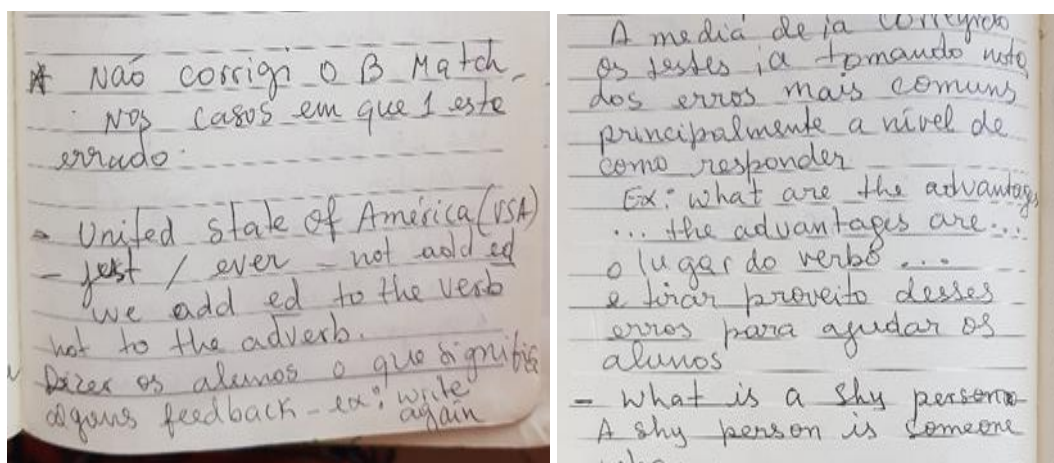 * Não corrigi o B Match.
Nos casos em que 1 este
errado.
- United state of América (USA)
- just / ever - not add ed
we add ed to the verb
not to the adverb.
Dizer os alunos o que significa
alguns feedback - ex: write
again
A media de ia corregido
os testes ia tomando nota
dos erros mais comuns
principalmente a nível de
como responder
Ex: what are the advantag
... the advantages are...
o lugar do verbo ....
e tirar proveito desses
erros para ajudar os
alunos
- What is a shy person
A shy person is someone